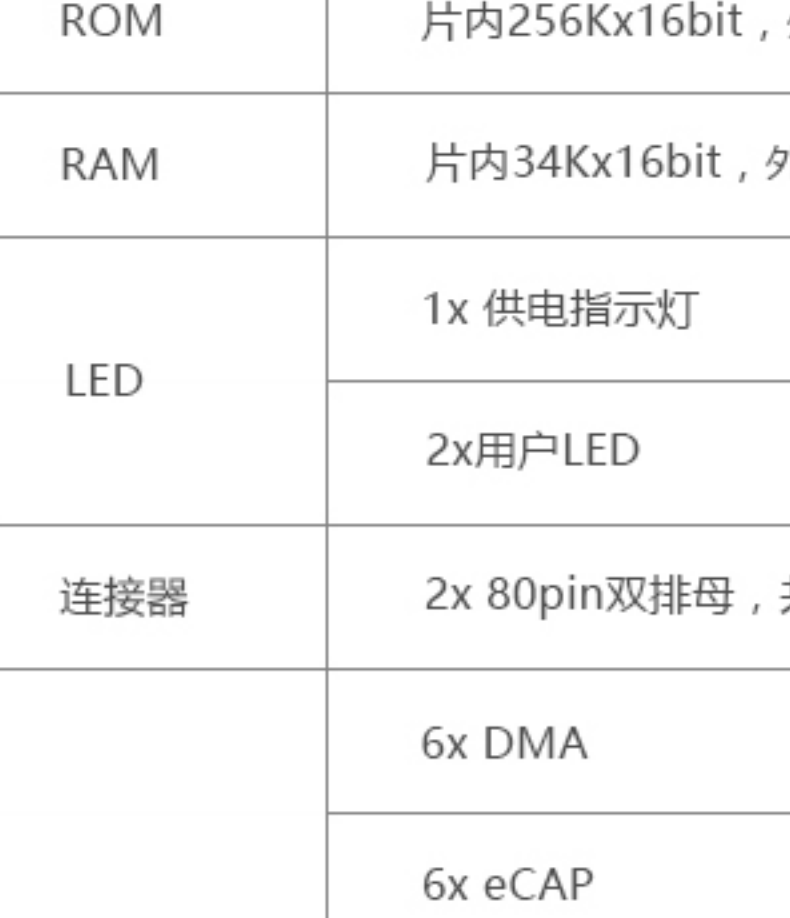 ROM
片内256Kx16bit，
RAM
片内34Kx16bit，
LED
1x 供电指示灯
2x用户LED
连接器
2x 80pin双排母，
6x DMA
6x eCAP